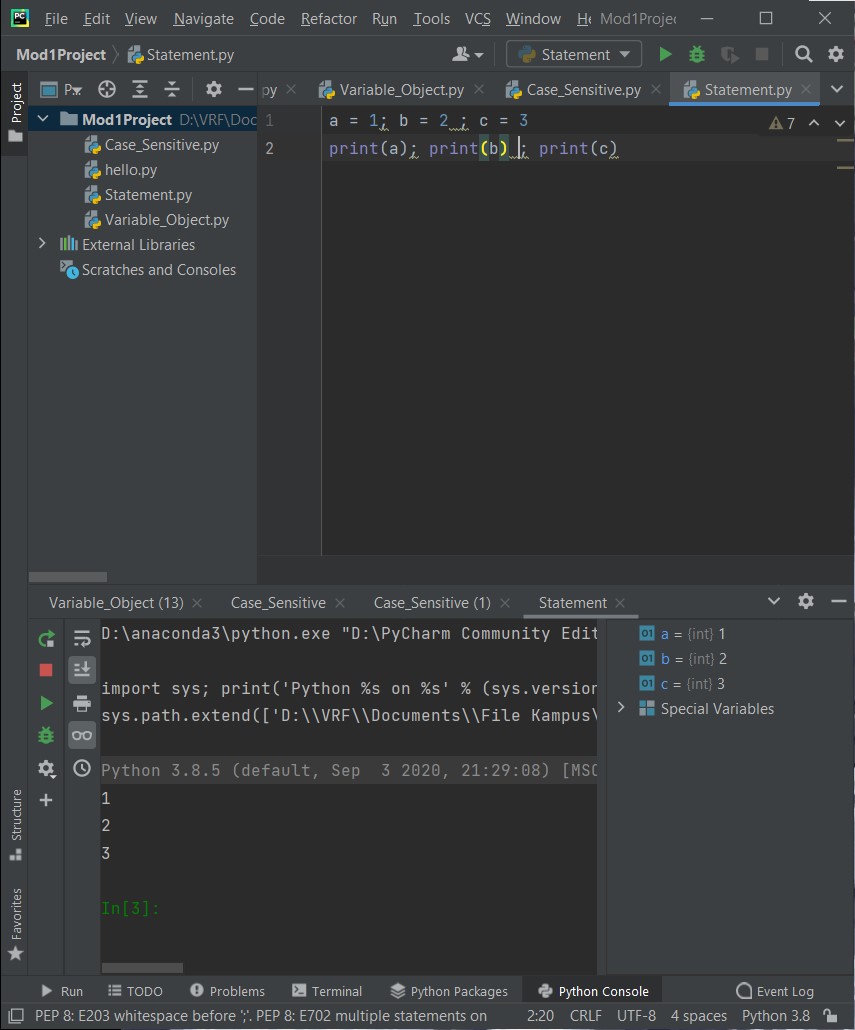 PC File Edit View Navigate Code Refactor Run Tools VCS Window He Mod1Projec
Mod1Project Statement.py Statement
Project
P... py Variable_Object.py Case_Sensitive.py Statement.py
Mod1Project D:\VRF\Doc
Case_Sensitive.py
hello.py
Statement.py
Variable_Object.py
External Libraries
Scratches and Consoles
1 a = 1; b = 2 ; c = 3
2 print(a); print(b) ; print(c)
7
Variable_Object (13) Case_Sensitive Case_Sensitive (1) Statement
D:\anaconda3\python.exe "D:\PyCharm Community Edit
import sys; print('Python %s on %s' % (sys.version
sys.path.extend(['D:\\VRF\\Documents\\File Kampus\
Python 3.8.5 (default, Sep  3 2020, 21:29:08) [MSC
1
2
3
In[3]:
01 a = {int} 1
01 b = {int} 2
01 c = {int} 3
Special Variables
Structure
Favorites
Run TODO Problems Terminal Python Packages Python Console Event Log
PEP 8: E203 whitespace before ';'. PEP 8: E702 multiple statements on 2:20 CRLF UTF-8 4 spaces Python 3.8